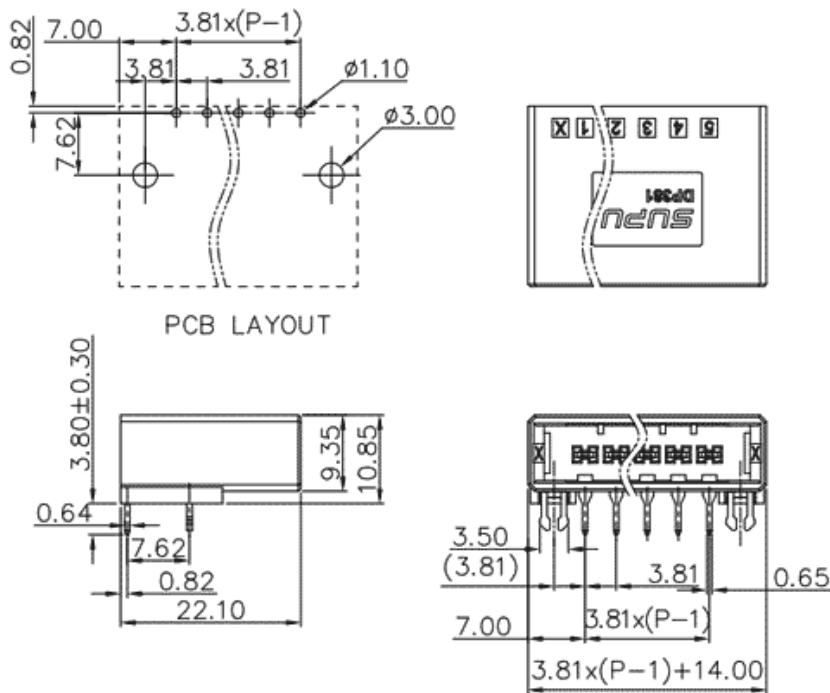 7.00
3.81x(P-1)
0.82
3.81
3.81
ø1.10
ø3.00
7.62
PCB LAYOUT
X 1 2 3 4 5
SUPU
DP381
3.80±0.30
0.64
7.62
0.82
22.10
9.35
10.85
X
X
3.50
(3.81)
3.81
0.65
7.00
3.81x(P-1)
3.81x(P-1)+14.00